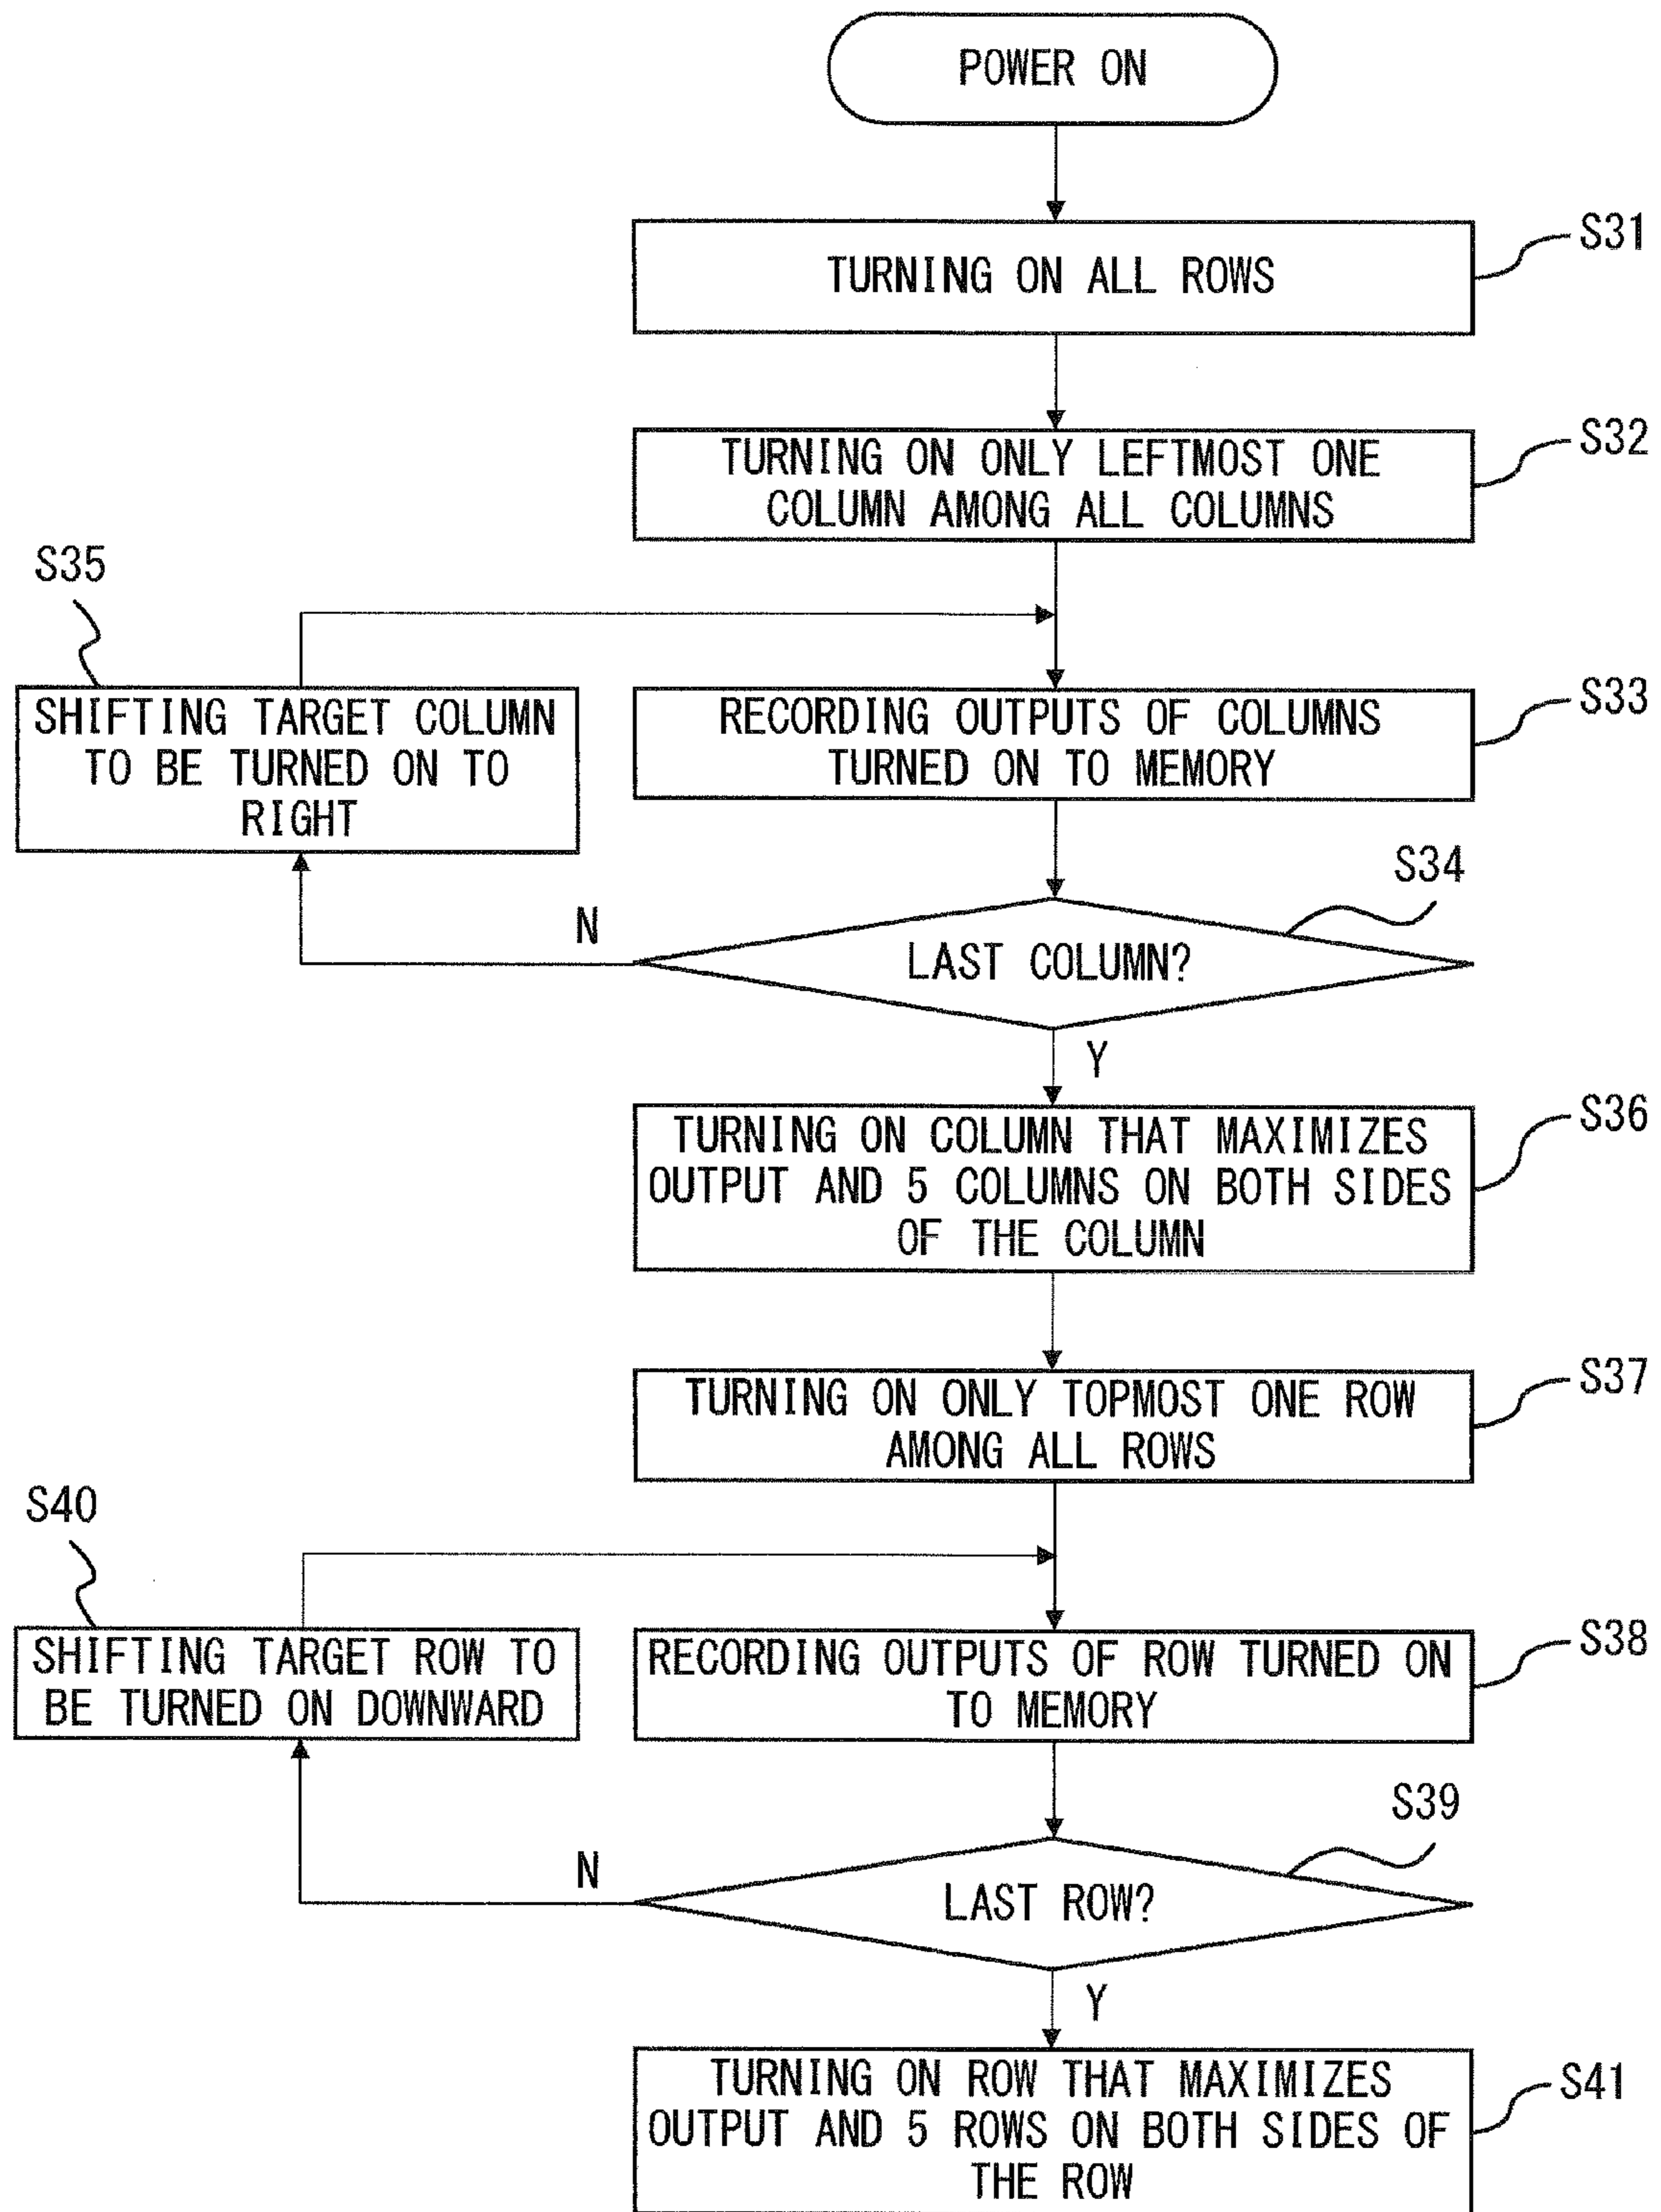 POWER ON
TURNING ON ALL ROWS
S31
TURNING ON ONLY LEFTMOST ONE
COLUMN AMONG ALL COLUMNS
S32
S35
SHIFTING TARGET COLUMN
TO BE TURNED ON TO
RIGHT
RECORDING OUTPUTS OF COLUMNS
TURNED ON TO MEMORY
S33
S34
N
LAST COLUMN?
Y
TURNING ON COLUMN THAT MAXIMIZES
OUTPUT AND 5 COLUMNS ON BOTH SIDES
OF THE COLUMN
S36
TURNING ON ONLY TOPMOST ONE ROW
AMONG ALL ROWS
S37
S40
SHIFTING TARGET ROW TO
BE TURNED ON DOWNWARD
RECORDING OUTPUTS OF ROW TURNED ON
TO MEMORY
S38
S39
N
LAST ROW?
Y
TURNING ON ROW THAT MAXIMIZES
OUTPUT AND 5 ROWS ON BOTH SIDES OF
THE ROW
S41